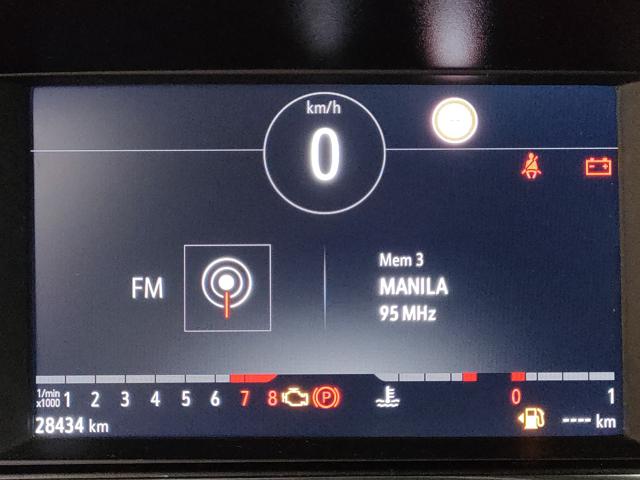 km/h
0
FM
Mem 3
MANILA
95 MHz
1/min
x1000 1 2 3 4 5 6 7 8 P 0 1
28434 km ---- km